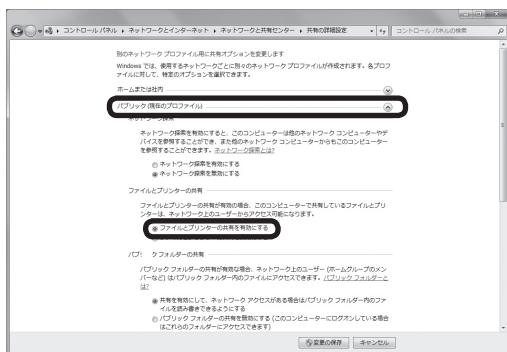 コントロール パネル ▸ ネットワークとインターネット ▸ ネットワークと共有センター ▸ 共有の詳細設定
コントロール パネルの検索
別のネットワーク プロファイル用に共有オプションを変更します
Windows では、使用するネットワークごとに別々のネットワーク プロファイルが作成されます。各プロフ
ァイルに対して、特定のオプションを選択できます。
ホームまたは社内
パブリック (現在のプロファイル)
ネットワーク探索
ネットワーク探索を有効にすると、このコンピューターは他のネットワーク コンピューターやデ
バイスを参照することができ、また他のネットワーク コンピューターからもこのコンピューター
を参照することができます。ネットワーク探索とは?
ネットワーク探索を有効にする
ネットワーク探索を無効にする
ファイルとプリンターの共有
ファイルとプリンターの共有が有効の場合、このコンピューターで共有しているファイルとプリ
ンターは、ネットワーク上のユーザーからアクセス可能になります。
ファイルとプリンターの共有を有効にする
パブ クフォルダーの共有
パブリック フォルダーの共有が有効な場合、ネットワーク上のユーザー (ホームグループのメン
バーなど) はパブリック フォルダー内のファイルにアクセスできます。パブリック フォルダーと
は?
共有を有効にして、ネットワーク アクセスがある場合はパブリック フォルダー内のファ
イルを読み書きできるようにする
パブリック フォルダーの共有を無効にする (このコンピューターにログオンしている場合
はこれらのフォルダーにアクセスできます)
変更の保存
キャンセル